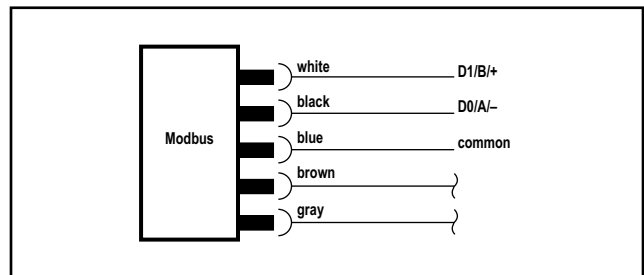 white
D1/B/+
black
D0/A/–
Modbus
blue
common
brown
gray